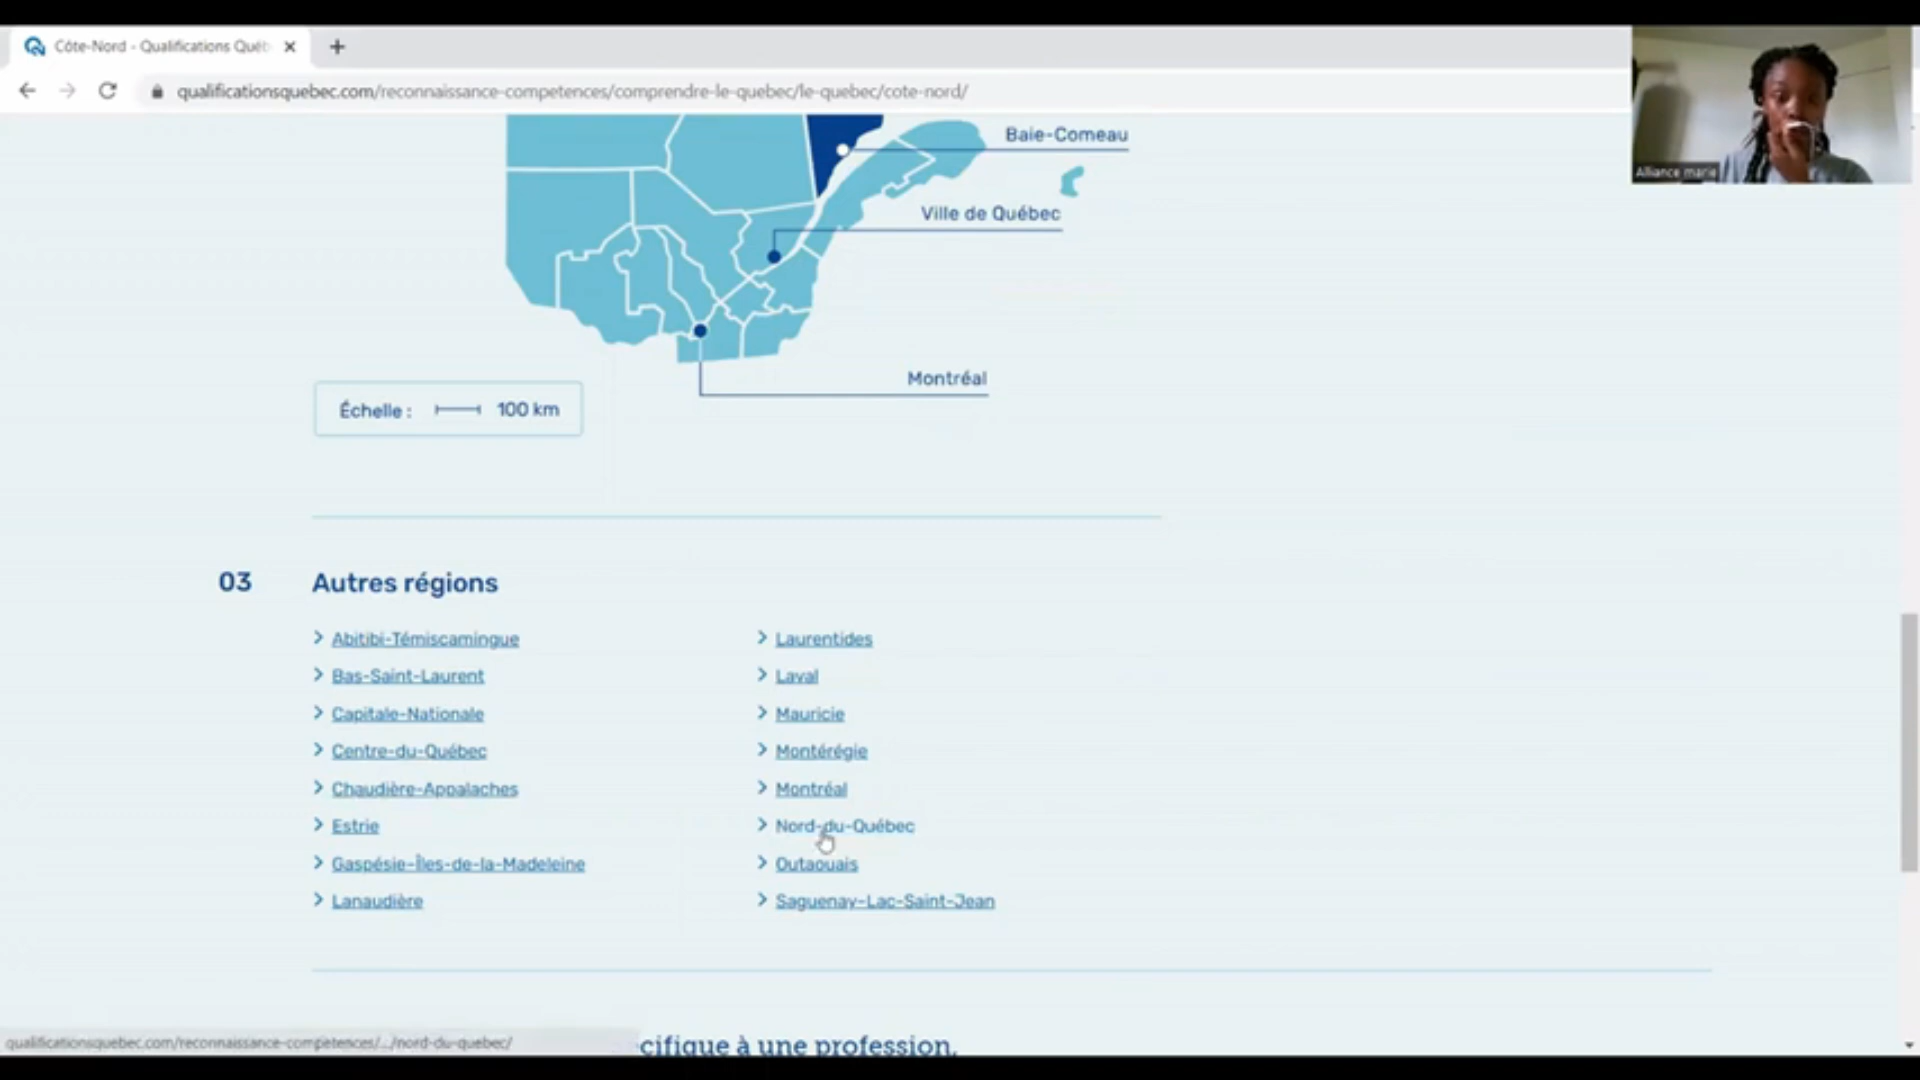 Côte-Nord - Qualifications Québ
qualificationsquebec.com/reconnaissance-competences/comprendre-le-quebec/le-quebec/cote-nord/
Alliance marie
Baie-Comeau
Ville de Québec
Montréal
Échelle : 100 km
03 Autres régions
Abitibi-Témiscamingue
Bas-Saint-Laurent
Capitale-Nationale
Centre-du-Québec
Chaudière-Appalaches
Estrie
Gaspésie-Îles-de-la-Madeleine
Lanaudière
Laurentides
Laval
Mauricie
Montérégie
Montréal
Nord-du-Québec
Outaouais
Saguenay-Lac-Saint-Jean
cifique à une profession,
qualificationsquebec.com/reconnaissance-competences/.../nord-du-quebec/